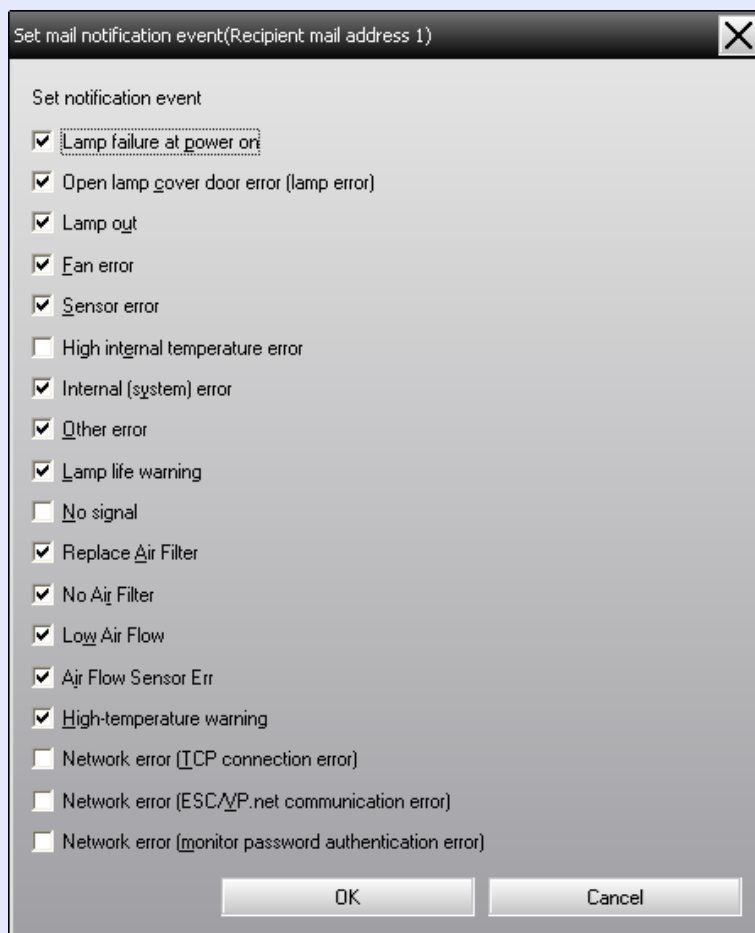 Set mail notification event(Recipient mail address 1)
Set notification event
Lamp failure at power on
Open lamp cover door error (lamp error)
Lamp out
Fan error
Sensor error
High internal temperature error
Internal (system) error
Other error
Lamp life warning
No signal
Replace Air Filter
No Air Filter
Low Air Flow
Air Flow Sensor Err
High-temperature warning
Network error (TCP connection error)
Network error (ESC/VP.net communication error)
Network error (monitor password authentication error)
OK Cancel